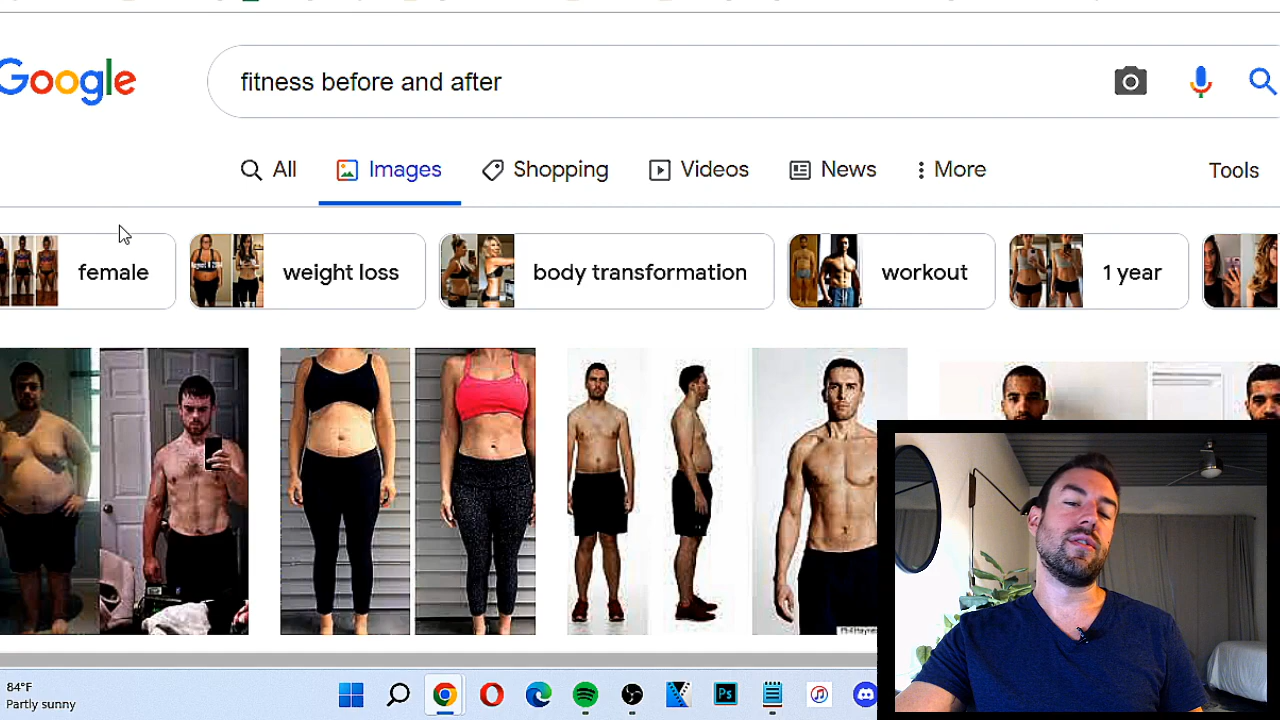 Google
fitness before and after
All Images Shopping Videos News More Tools
female weight loss body transformation workout 1 year
84°F
Partly sunny
Ps